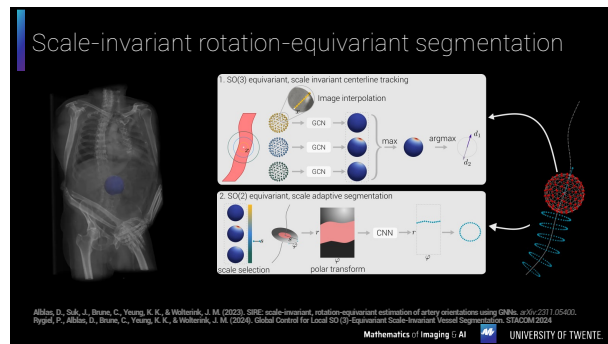 Scale-invariant rotation-equivariant segmentation
1. SO(3) equivariant, scale invariant centerline tracking
Image interpolation
GCN
GCN
GCN
max
argmax
d₁
d₂
2. SO(2) equivariant, scale adaptive segmentation
s
scale selection
φ
r
polar transform
φ
CNN
r
φ
Alblas, D., Suk, J., Brune, C., Yeung, K. K., & Wolterink, J. M. (2023). SIRE: scale-invariant, rotation-equivariant estimation of artery orientations using GNNs. arXiv:2311.05400.
Rygiel, P., Alblas, D., Brune, C., Yeung, K. K., & Wolterink, J. M. (2024). Global Control for Local SO (3)-Equivariant Scale-Invariant Vessel Segmentation. STACOM 2024
Mathematics of Imaging & AI
UNIVERSITY OF TWENTE.